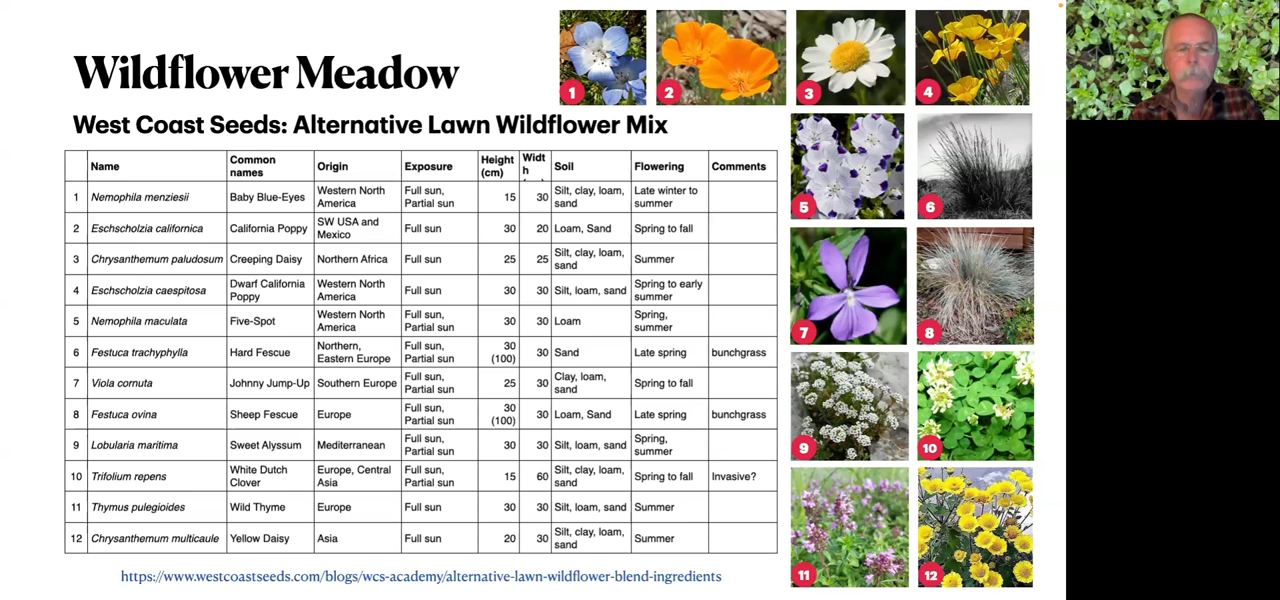 Wildflower Meadow
West Coast Seeds: Alternative Lawn Wildflower Mix
Name Common names Origin Exposure Height (cm) Widt h Soil Flowering Comments
1 Nemophila menziesii Baby Blue-Eyes Western North America Full sun, Partial sun 15 30 Silt, clay, loam, sand Late winter to summer
2 Eschscholzia californica California Poppy SW USA and Mexico Full sun 30 20 Loam, Sand Spring to fall
3 Chrysanthemum paludosum Creeping Daisy Northern Africa Full sun 25 25 Silt, clay, loam, sand Summer
4 Eschscholzia caespitosa Dwarf California Poppy Western North America Full sun 30 30 Silt, loam, sand Spring to early summer
5 Nemophila maculata Five-Spot Western North America Full sun, Partial sun 30 30 Loam Spring, summer
6 Festuca trachyphylla Hard Fescue Northern, Eastern Europe Full sun, Partial sun 30 (100) 30 Sand Late spring bunchgrass
7 Viola cornuta Johnny Jump-Up Southern Europe Full sun, Partial sun 25 30 Clay, loam, sand Spring to fall
8 Festuca ovina Sheep Fescue Europe Full sun, Partial sun 30 (100) 30 Loam, Sand Late spring bunchgrass
9 Lobularia maritima Sweet Alyssum Mediterranean Full sun, Partial sun 30 30 Silt, loam, sand Spring, summer
10 Trifolium repens White Dutch Clover Europe, Central Asia Full sun, Partial sun 15 60 Silt, clay, loam, sand Spring to fall Invasive?
11 Thymus pulegioides Wild Thyme Europe Full sun 30 30 Silt, loam, sand Summer
12 Chrysanthemum multicaule Yellow Daisy Asia Full sun 20 30 Silt, clay, loam, sand Summer
https://www.westcoastseeds.com/blogs/wcs-academy/alternative-lawn-wildflower-blend-ingredients
1 2 3 4
5 6
7 8
9 10
11 12